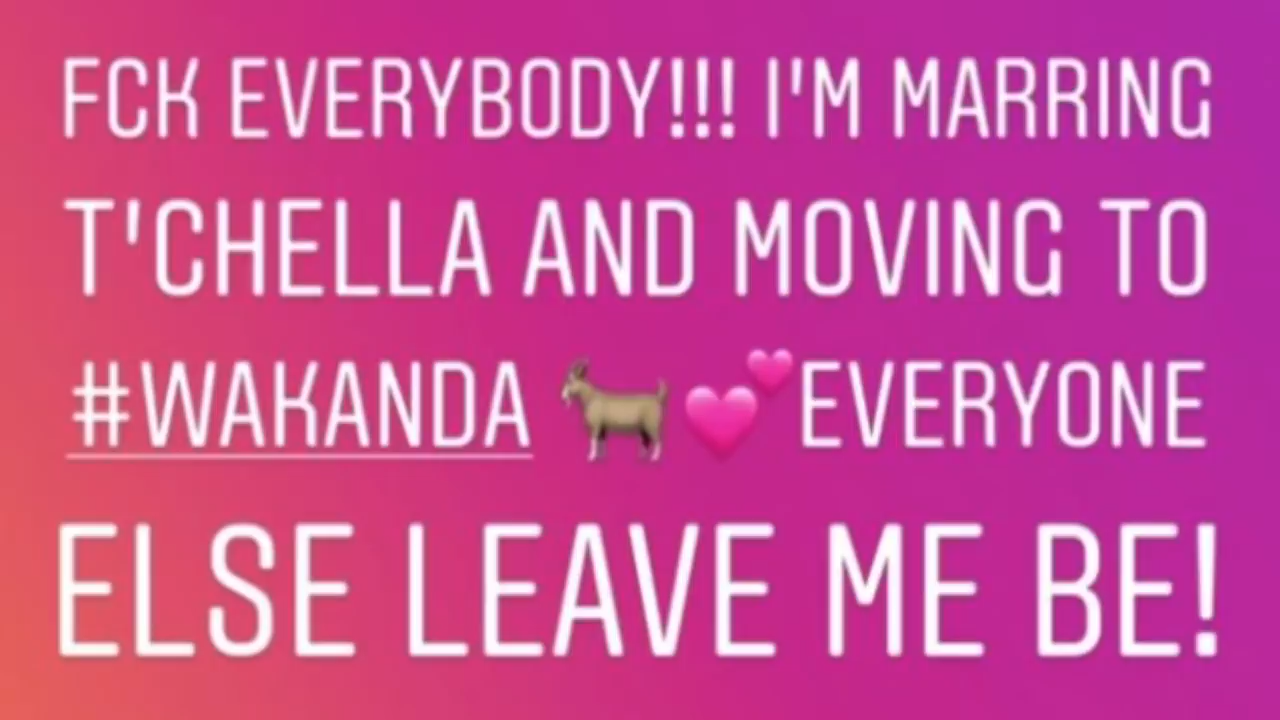 FCK EVERYBODY!!! I'M MARRING
T'CHELLA AND MOVING TO
#WAKANDA 🐐💕EVERYONE
ELSE LEAVE ME BE!